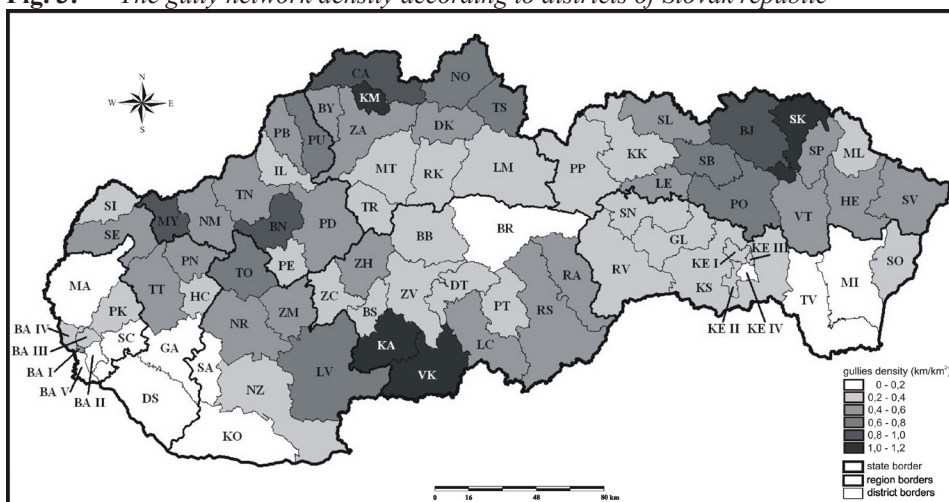 Fig. 3. The gully network density according to districts of Slovak republic
N
W E
S
CA
NO
KM
TS
BY
PB
PU
ZA
DK
SL
BJ
SK
SP
ML
IL
MT
RK
LM
PP
KK
SB
LE
PO
VT
HE
SV
SI
SE
MY
NM
TN
BN
PD
TR
BB
BR
SN
GL
KE I
KE III
RV
KS
SO
MA
PN
TO
PE
ZH
TT
HC
ZC
BS
ZV
DT
PT
RS
RA
KE II
KE IV
TV
MI
PK
NR
ZM
KA
LC
BA IV
BA III
BA I
BA V
BA II
SC
GA
SA
LV
VK
NZ
DS
KO
gullies density (km/km²)
0 - 0,2
0,2 - 0,4
0,4 - 0,6
0,6 - 0,8
0,8 - 1,0
1,0 - 1,2
state border
region borders
district borders
0 16 48 80 km